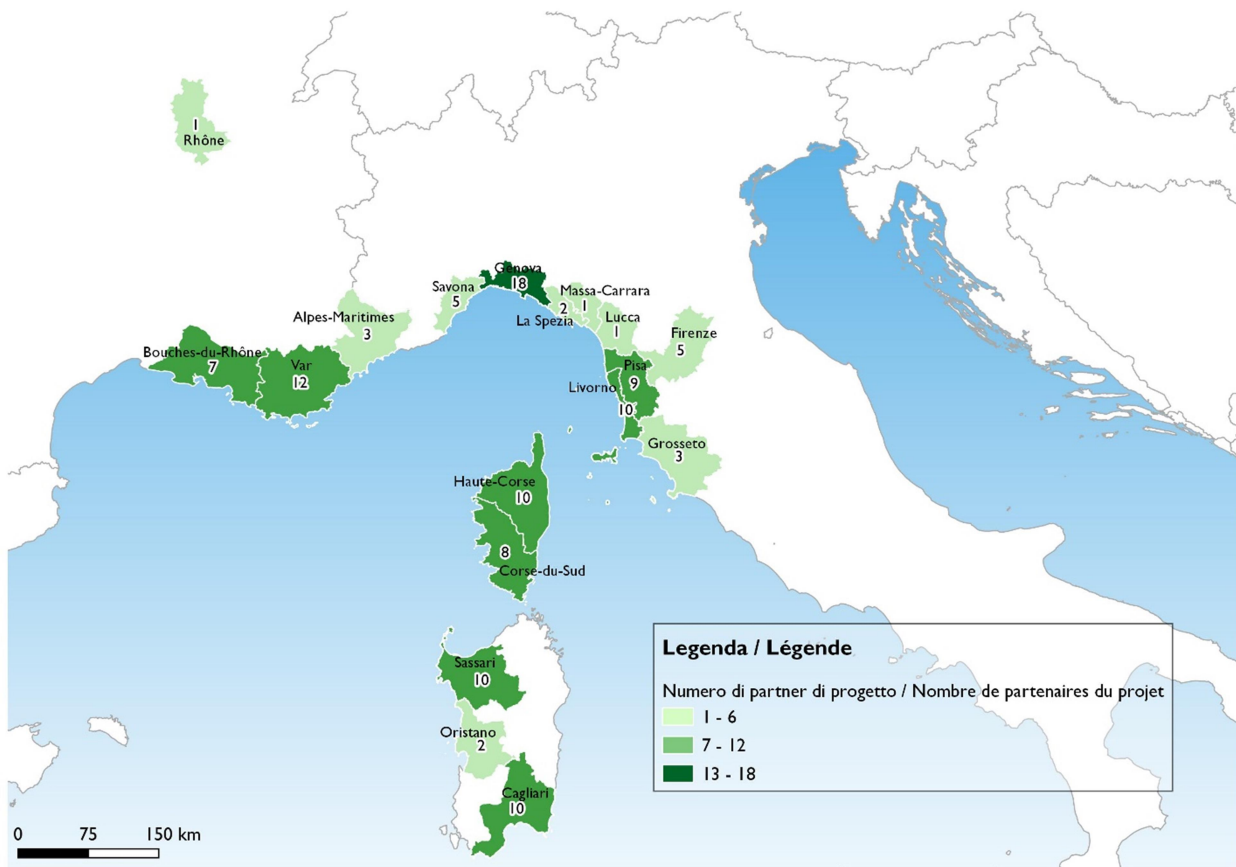 1
Rhône
Genova
18
Savona
5
Massa-Carrara
1
2
La Spezia
Lucca
1
Firenze
5
Alpes-Maritimes
3
Bouches-du-Rhône
7
Var
12
Pisa
9
Livorno
10
Grosseto
3
Haute-Corse
10
8
Corse-du-Sud
Sassari
10
Oristano
2
Cagliari
10
Legenda / Légende
Numero di partner di progetto / Nombre de partenaires du projet
1 - 6
7 - 12
13 - 18
0 75 150 km